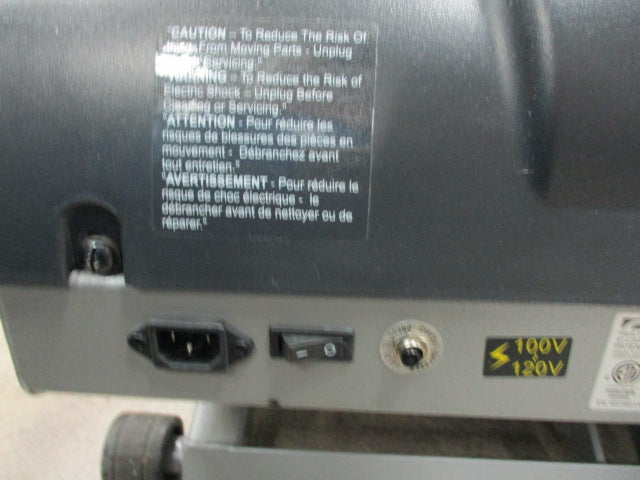 "CAUTION - To Reduce The Risk Of
From Moving Parts - Unplug
Servicing."
- To Reduce the Risk of
Electric Shock - Unplug Before
Cleaning or Servicing."
"ATTENTION - Pour réduire les
risques de blessures des pièces en
mouvement - Débranchez avant
tout entretien."
"AVERTISSEMENT - Pour réduire le
risque de choc électrique - le
débrancher avant de nettoyer ou de
réparer."
100V
120V